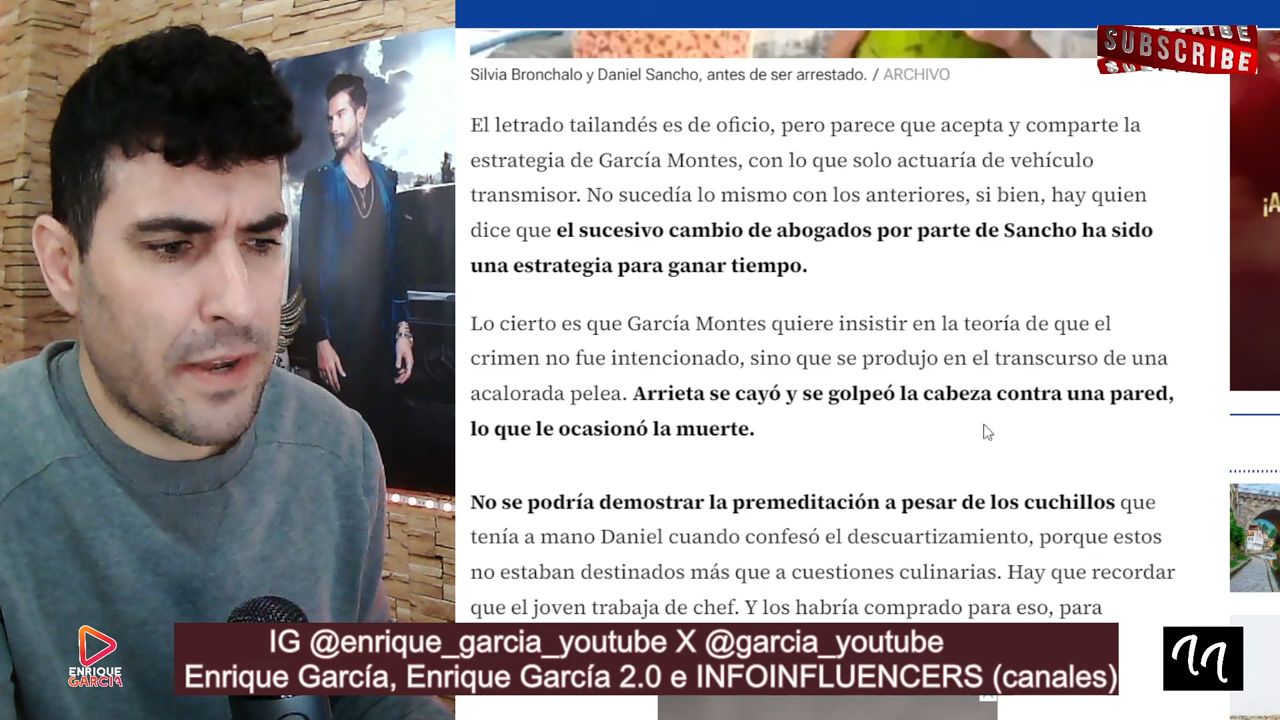 SUBSCRIBE
Silvia Bronchalo y Daniel Sancho, antes de ser arrestado. / ARCHIVO
El letrado tailandés es de oficio, pero parece que acepta y comparte la
estrategia de García Montes, con lo que solo actuaría de vehículo
transmisor. No sucedía lo mismo con los anteriores, si bien, hay quien
dice que el sucesivo cambio de abogados por parte de Sancho ha sido
una estrategia para ganar tiempo.
Lo cierto es que García Montes quiere insistir en la teoría de que el
crimen no fue intencionado, sino que se produjo en el transcurso de una
acalorada pelea. Arrieta se cayó y se golpeó la cabeza contra una pared,
lo que le ocasionó la muerte.
No se podría demostrar la premeditación a pesar de los cuchillos que
tenía a mano Daniel cuando confesó el descuartizamiento, porque estos
no estaban destinados más que a cuestiones culinarias. Hay que recordar
que el joven trabaja de chef. Y los habría comprado para eso, para
IG @enrique_garcia_youtube X @garcia_youtube
Enrique García, Enrique García 2.0 e INFOINFLUENCERS (canales)
ENRIQUE
GARCÍA